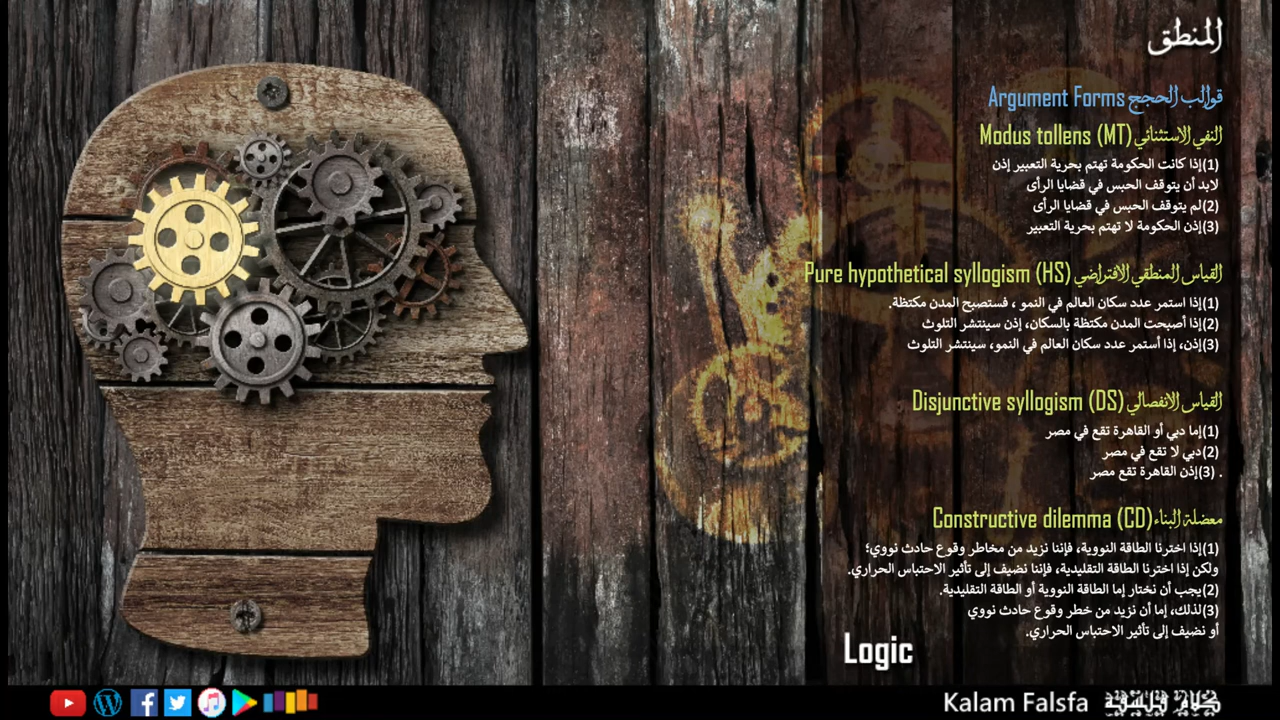 المنطق
قوالب الحجج Argument Forms
النفي الاستثنائي Modus tollens (MT)
(1)إذا كانت الحكومة تهتم بحرية التعبير إذن
لابد أن يتوقف الحبس في قضايا الرأى
(2)لم يتوقف الحبس في قضايا الرأى
(3)إذن الحكومة لا تهتم بحرية التعبير
القياس المنطقي الافتراضي Pure hypothetical syllogism (HS)
(1)إذا استمر عدد سكان العالم في النمو ، فستصبح المدن مكتظة.
(2)إذا أصبحت المدن مكتظة بالسكان، إذن سينتشر التلوث
(3)إذن، إذا أستمر عدد سكان العالم في النمو، سينتشر التلوث
القياس الانفصالي Disjunctive syllogism (DS)
(1)إما دبي أو القاهرة تقع في مصر
(2)دبي لا تقع في مصر
. (3)إذن القاهرة تقع مصر
معضلة البناء Constructive dilemma (CD)
(1)إذا اخترنا الطاقة النووية، فإننا نزيد من مخاطر وقوع حادث نووي؛
ولكن إذا اخترنا الطاقة التقليدية، فإننا نضيف إلى تأثير الاحتباس الحراري.
(2)يجب أن نختار إما الطاقة النووية أو الطاقة التقليدية.
(3)لذلك، إما أن نزيد من خطر وقوع حادث نووي
أو نضيف إلى تأثير الاحتباس الحراري.
Logic
Kalam Falsfa كلام فلسفة